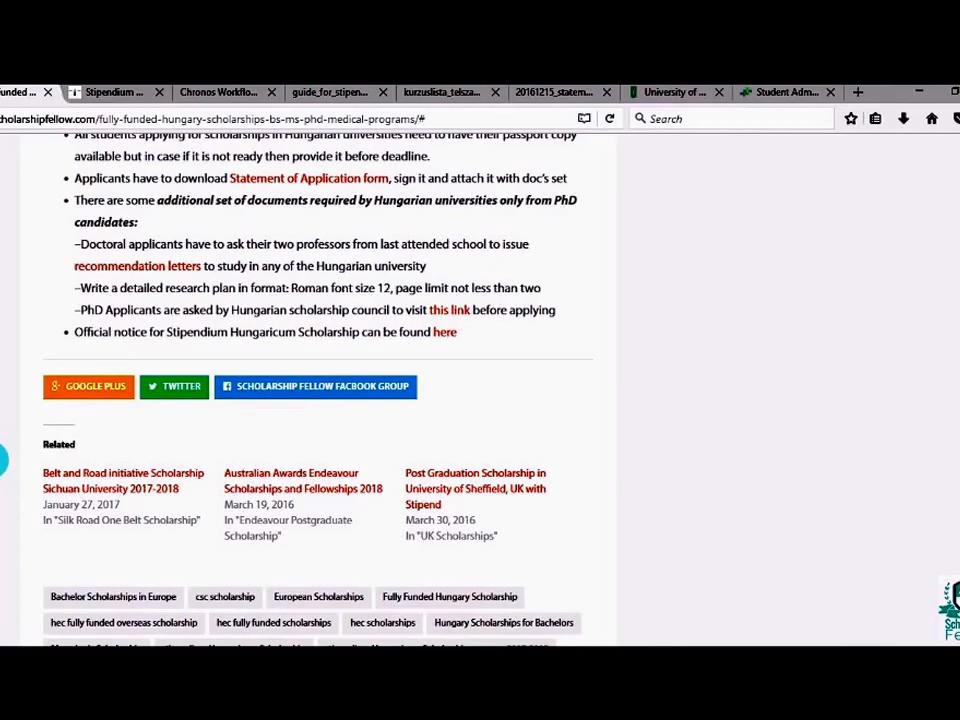 unded ...
Stipendium ...
Chronos Workflo...
guide_for_stipen...
kurzuslista_telsza...
20161215_statem...
University of ...
Student Adm...
cholarshipfellow.com/fully-funded-hungary-scholarships-bs-ms-phd-medical-programs/#
Search
All students applying for scholarships in Hungarian universities need to have their passport copy
available but in case if it is not ready then provide it before deadline.
• Applicants have to download Statement of Application form, sign it and attach it with doc's set
• There are some additional set of documents required by Hungarian universities only from PhD
candidates:
–Doctoral applicants have to ask their two professors from last attended school to issue
recommendation letters to study in any of the Hungarian university
–Write a detailed research plan in format: Roman font size 12, page limit not less than two
–PhD Applicants are asked by Hungarian scholarship council to visit this link before applying
• Official notice for Stipendium Hungaricum Scholarship can be found here
GOOGLE PLUS
TWITTER
SCHOLARSHIP FELLOW FACBOOK GROUP
Related
Belt and Road initiative Scholarship
Sichuan University 2017-2018
January 27, 2017
In "Silk Road One Belt Scholarship"
Australian Awards Endeavour
Scholarships and Fellowships 2018
March 19, 2016
In "Endeavour Postgraduate
Scholarship"
Post Graduation Scholarship in
University of Sheffield, UK with
Stipend
March 30, 2016
In "UK Scholarships"
Bachelor Scholarships in Europe
csc scholarship
European Scholarships
Fully Funded Hungary Scholarship
hec fully funded overseas scholarship
hec fully funded scholarships
hec scholarships
Hungary Scholarships for Bachelors